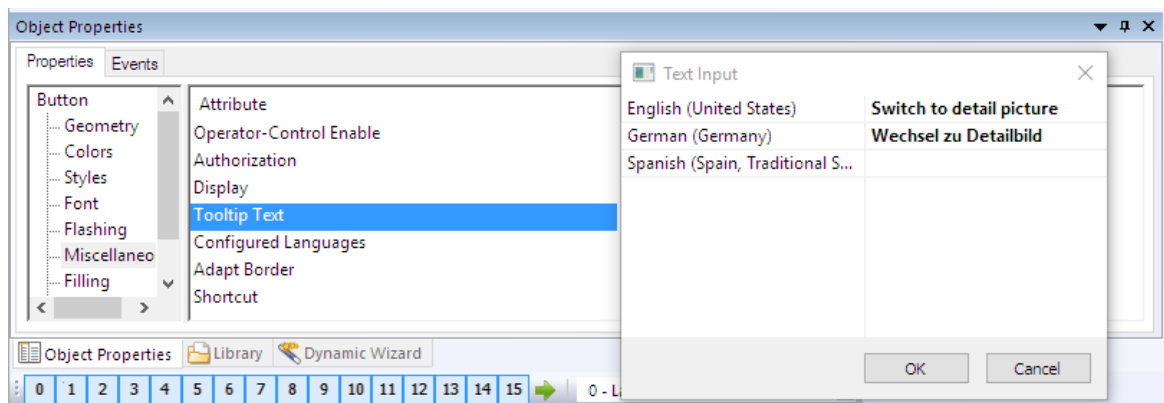 Object Properties
Properties Events
Button
Geometry
Colors
Styles
Font
Flashing
Miscellaneo
Filling
Attribute
Operator-Control Enable
Authorization
Display
Tooltip Text
Configured Languages
Adapt Border
Shortcut
Text Input
English (United States) Switch to detail picture
German (Germany) Wechsel zu Detailbild
Spanish (Spain, Traditional S...
OK Cancel
Object Properties Library Dynamic Wizard
0 1 2 3 4 5 6 7 8 9 10 11 12 13 14 15 0 - L